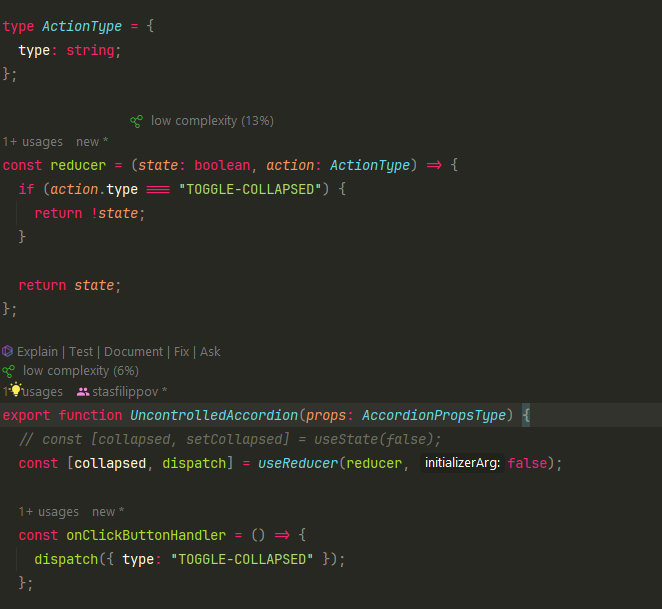 type ActionType = {
  type: string;
};
low complexity (13%)
1+ usages   new *
const reducer = (state: boolean, action: ActionType) => {
  if (action.type === "TOGGLE-COLLAPSED") {
    return !state;
  }
  return state;
};
Explain | Test | Document | Fix | Ask
low complexity (6%)
usages   stasfilippov *
export function UncontrolledAccordion(props: AccordionPropsType) {
  // const [collapsed, setCollapsed] = useState(false);
  const [collapsed, dispatch] = useReducer(reducer, initializerArg: false);
  1+ usages   new *
  const onClickButtonHandler = () => {
    dispatch({ type: "TOGGLE-COLLAPSED" });
  };